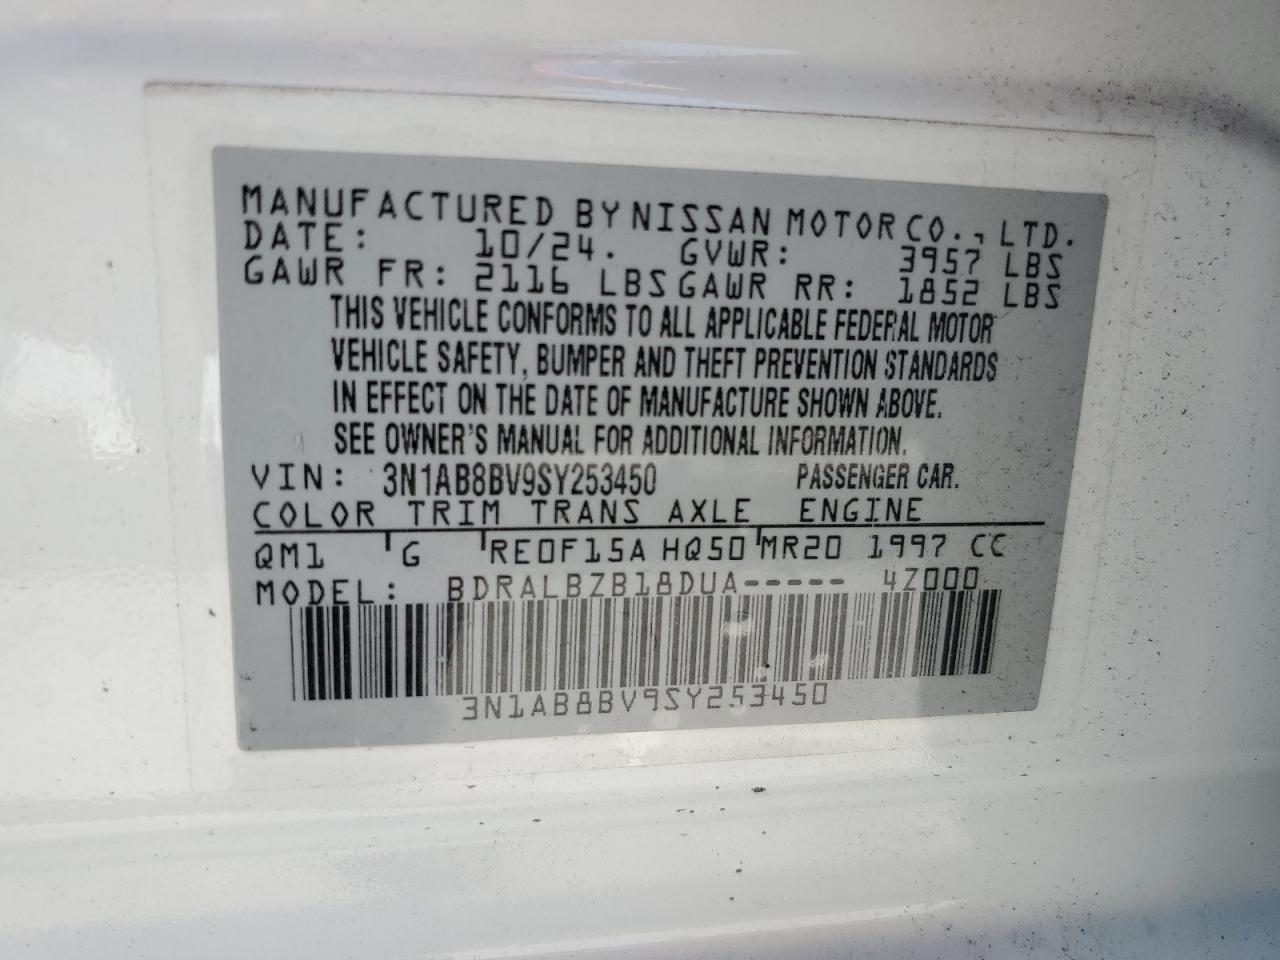 MANUFACTURED BY NISSAN MOTOR CO., LTD.
DATE: 10/24. GVWR: 3957 LBS
GAWR FR: 2116 LBS GAWR RR: 1852 LBS
THIS VEHICLE CONFORMS TO ALL APPLICABLE FEDERAL MOTOR
VEHICLE SAFETY, BUMPER AND THEFT PREVENTION STANDARDS
IN EFFECT ON THE DATE OF MANUFACTURE SHOWN ABOVE.
SEE OWNER'S MANUAL FOR ADDITIONAL INFORMATION.
VIN: 3N1AB8BV9SY253450 PASSENGER CAR.
COLOR TRIM TRANS AXLE ENGINE
QM1 G RE0F15A HQ50 MR20 1997 CC
MODEL: BDRALBZB18DUA----- 4Z000
3N1AB8BV9SY253450